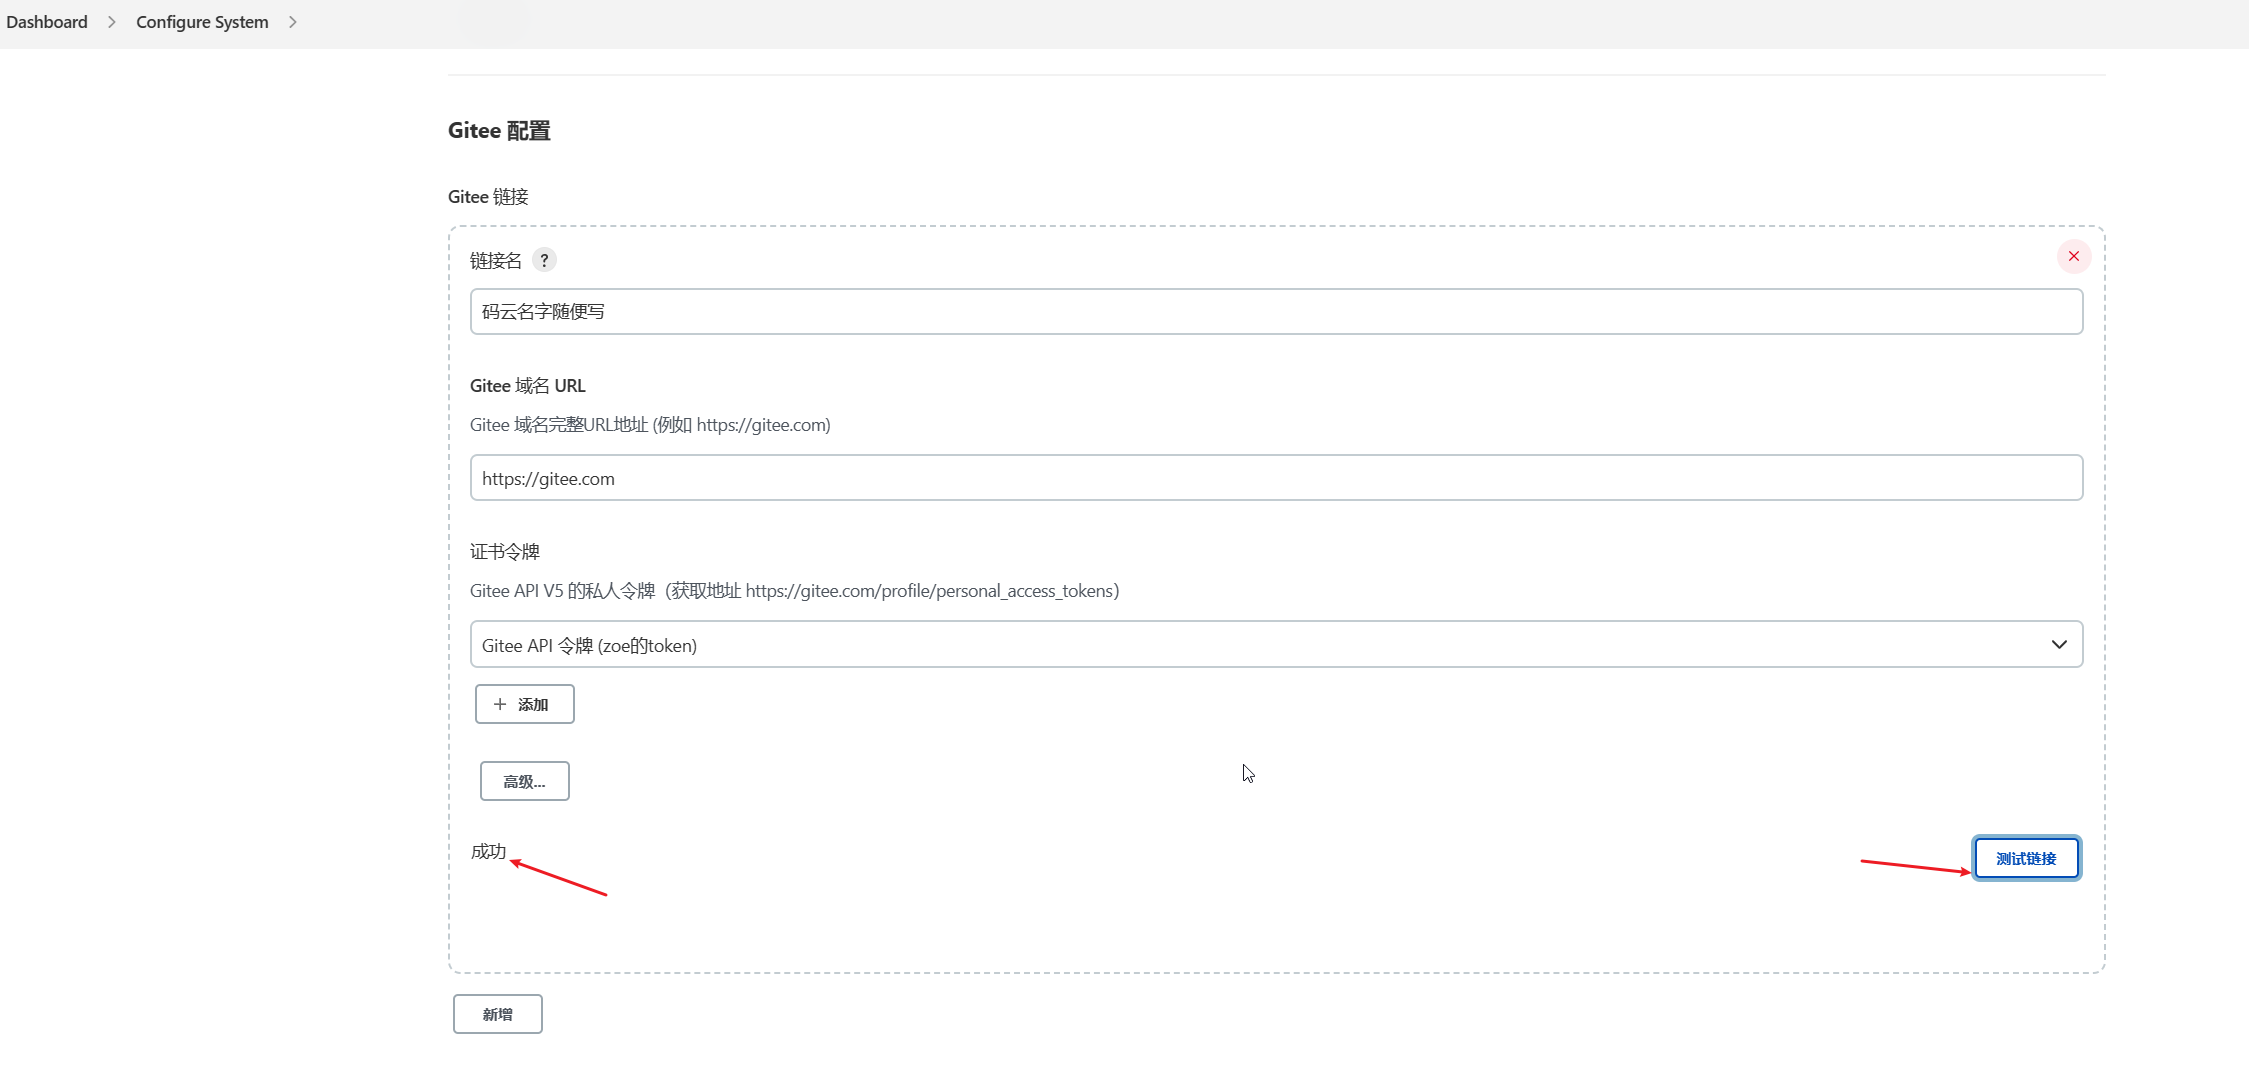 Dashboard > Configure System >
Gitee 配置
Gitee 链接
链接名 ?
码云名字随便写
Gitee 域名 URL
Gitee 域名完整URL地址 (例如 https://gitee.com)
https://gitee.com
证书令牌
Gitee API V5 的私人令牌（获取地址 https://gitee.com/profile/personal_access_tokens）
Gitee API 令牌 (zoe的token)
+ 添加
高级...
成功
测试链接
新增